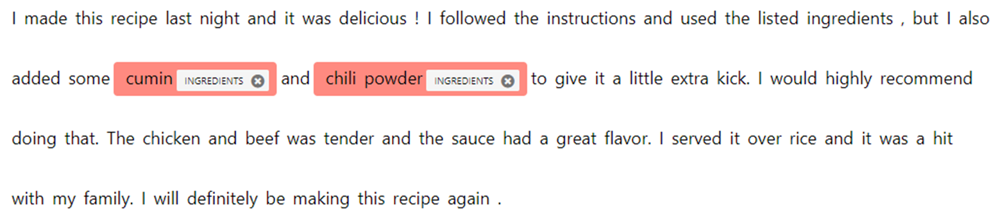 I made this recipe last night and it was delicious ! I followed the instructions and used the listed ingredients , but I also
added some cumin INGREDIENTS and chili powder INGREDIENTS to give it a little extra kick. I would highly recommend
doing that. The chicken and beef was tender and the sauce had a great flavor. I served it over rice and it was a hit
with my family. I will definitely be making this recipe again .